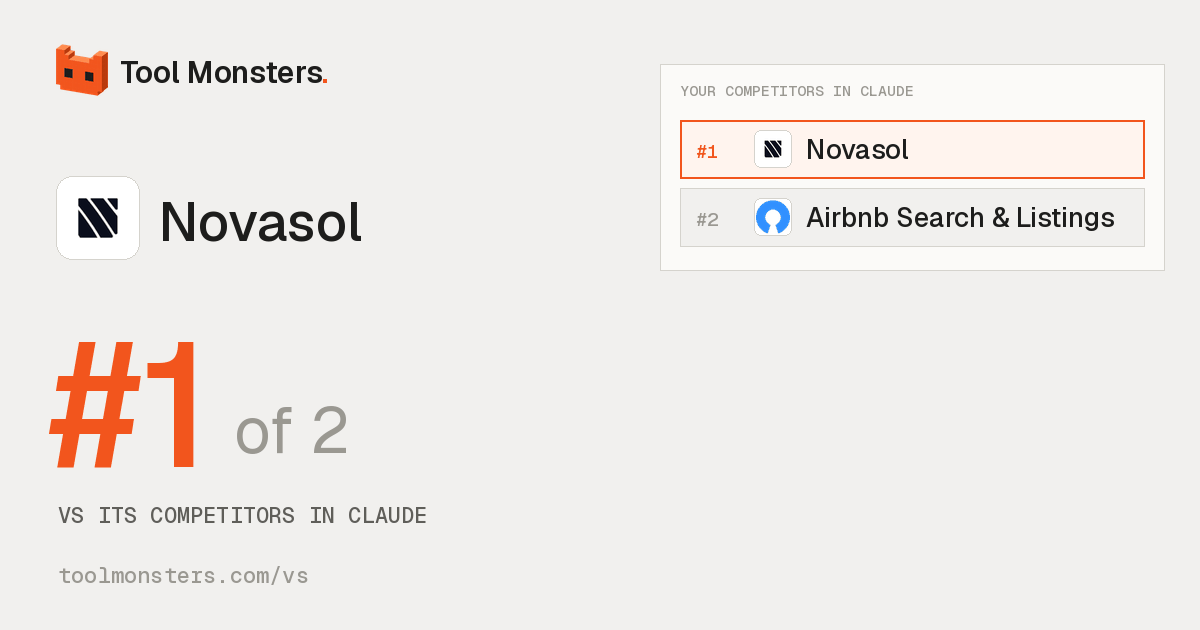 Tool Monsters.
Novasol
#1 of 2
VS ITS COMPETITORS IN CLAUDE
toolmonsters.com/vs
YOUR COMPETITORS IN CLAUDE
#1 Novasol
#2 Airbnb Search & Listings